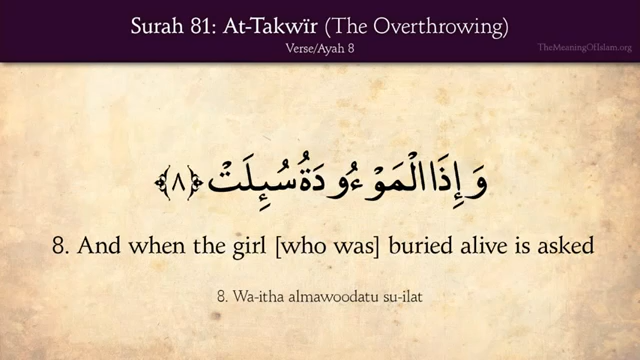 Surah 81: At-Takwïr (The Overthrowing)
Verse/Ayah 8
TheMeaningOfIslam.org
وَإِذَا الْمَوْءُودَةُ سُئِلَتْ ﴿٨﴾
8. And when the girl [who was] buried alive is asked
8. Wa-itha almawoodatu su-ilat